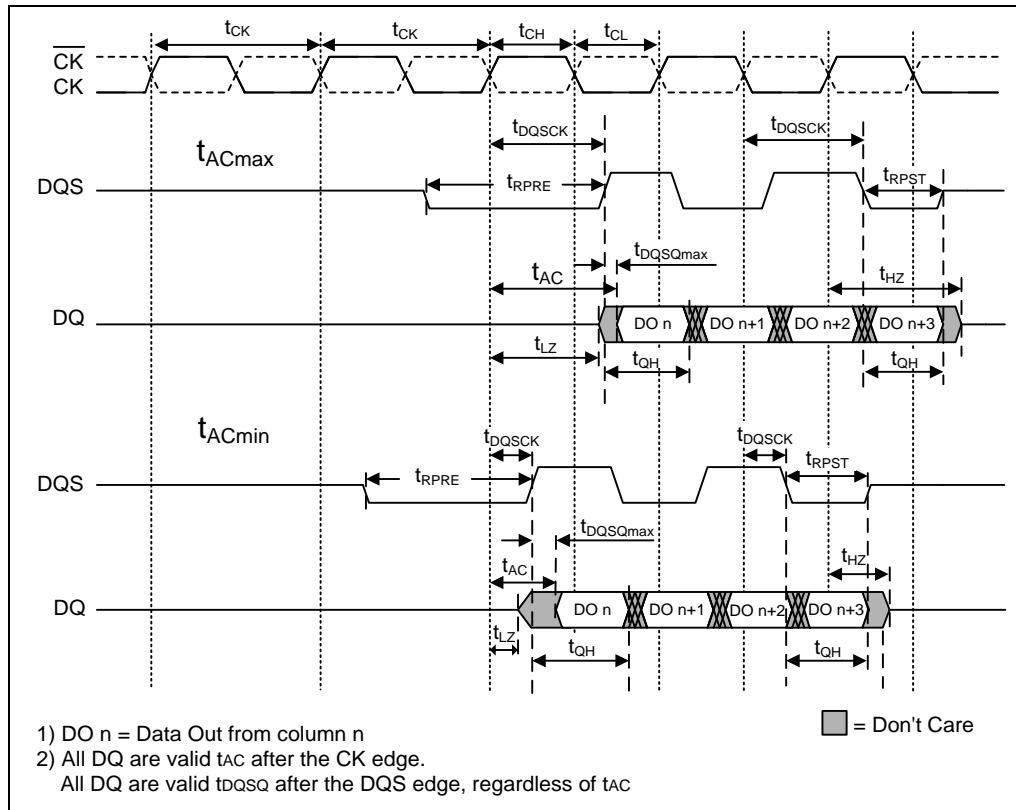 tCK tCK tCH tCL
CK
CK
tDQSCK tDQSCK
tACmax
DQS tRPRE tRPST
tDQSQmax
tAC tHZ
DQ DO n DO n+1 DO n+2 DO n+3
tLZ tQH tQH
tACmin
tDQSCK tDQSCK
DQS tRPRE tRPST
tDQSQmax
tAC tHZ
DQ DO n DO n+1 DO n+2 DO n+3
tLZ tQH tQH
1) DO n = Data Out from column n
= Don't Care
2) All DQ are valid tAC after the CK edge.
All DQ are valid tDQSQ after the DQS edge, regardless of tAC